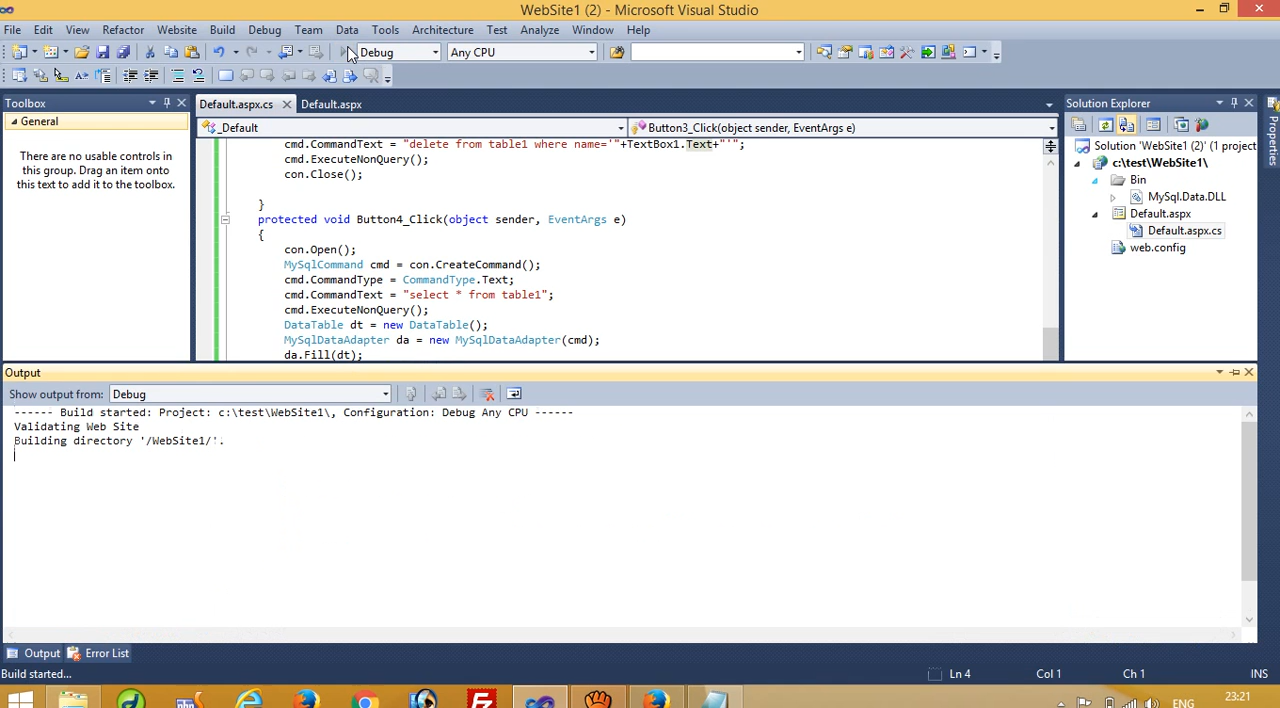 WebSite1 (2) - Microsoft Visual Studio
File Edit View Refactor Website Build Debug Team Data Tools Architecture Test Analyze Window Help
Debug Any CPU
Toolbox
Default.aspx.cs Default.aspx
Solution Explorer
General
_Default Button3_Click(object sender, EventArgs e)
There are no usable controls in
this group. Drag an item onto
this text to add it to the toolbox.
cmd.CommandText = "delete from table1 where name='"+TextBox1.Text+"'";
cmd.ExecuteNonQuery();
con.Close();
}
protected void Button4_Click(object sender, EventArgs e)
{
con.Open();
MySqlCommand cmd = con.CreateCommand();
cmd.CommandType = CommandType.Text;
cmd.CommandText = "select * from table1";
cmd.ExecuteNonQuery();
DataTable dt = new DataTable();
MySqlDataAdapter da = new MySqlDataAdapter(cmd);
da.Fill(dt);
Solution 'WebSite1 (2)' (1 project
c:\test\WebSite1\
Bin
MySql.Data.DLL
Default.aspx
Default.aspx.cs
web.config
Properties
Output
Show output from: Debug
------ Build started: Project: c:\test\WebSite1\, Configuration: Debug Any CPU ------
Validating Web Site
Building directory '/WebSite1/'.
Output Error List
Build started... Ln 4 Col 1 Ch 1 INS
ENG 23:21